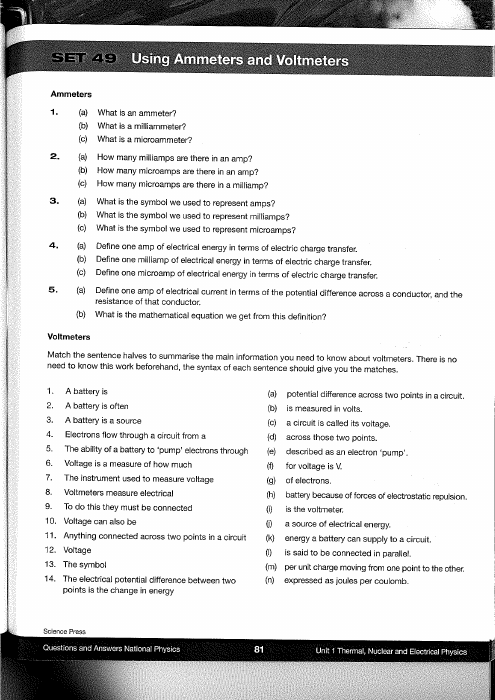 SET 49 Using Ammeters and Voltmeters
Ammeters
1. (a) What is an ammeter?
(b) What is a milliammeter?
(c) What is a microammeter?
2. (a) How many milliamps are there in an amp?
(b) How many microamps are there in an amp?
(c) How many microamps are there in a milliamp?
3. (a) What is the symbol we used to represent amps?
(b) What is the symbol we used to represent milliamps?
(c) What is the symbol we used to represent microamps?
4. (a) Define one amp of electrical energy in terms of electric charge transfer.
(b) Define one milliamp of electrical energy in terms of electric charge transfer.
(c) Define one microamp of electrical energy in terms of electric charge transfer.
5. (a) Define one amp of electrical current in terms of the potential difference across a conductor, and the
resistance of that conductor.
(b) What is the mathematical equation we get from this definition?
Voltmeters
Match the sentence halves to summarise the main information you need to know about voltmeters. There is no
need to know this work beforehand, the syntax of each sentence should give you the matches.
1. A battery is
2. A battery is often
3. A battery is a source
4. Electrons flow through a circuit from a
5. The ability of a battery to 'pump' electrons through
6. Voltage is a measure of how much
7. The instrument used to measure voltage
8. Voltmeters measure electrical
9. To do this they must be connected
10. Voltage can also be
11. Anything connected across two points in a circuit
12. Voltage
13. The symbol
14. The electrical potential difference between two
points is the change in energy
(a) potential difference across two points in a circuit.
(b) is measured in volts.
(c) a circuit is called its voltage.
(d) across those two points.
(e) described as an electron 'pump'.
(f) for voltage is V.
(g) of electrons.
(h) battery because of forces of electrostatic repulsion.
(i) is the voltmeter.
(j) a source of electrical energy.
(k) energy a battery can supply to a circuit.
(l) is said to be connected in parallel.
(m) per unit charge moving from one point to the other.
(n) expressed as joules per coulomb.
Science Press
Questions and Answers National Physics 81 Unit 1 Thermal, Nuclear and Electrical Physics